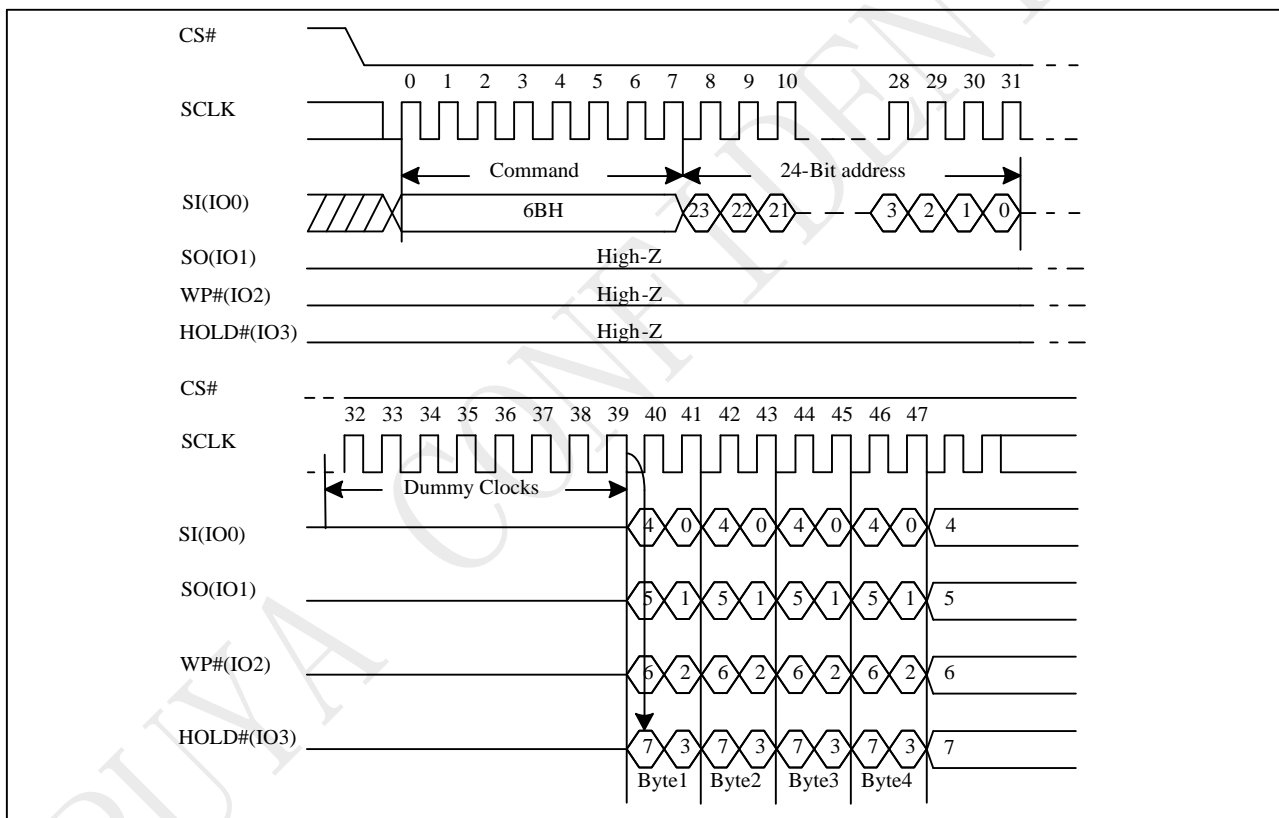 CS#
0 1 2 3 4 5 6 7 8 9 10 28 29 30 31
SCLK
Command 24-Bit address
SI(IO0) 6BH 23 22 21 3 2 1 0
SO(IO1) High-Z
WP#(IO2) High-Z
HOLD#(IO3) High-Z
CS#
32 33 34 35 36 37 38 39 40 41 42 43 44 45 46 47
SCLK
Dummy Clocks
SI(IO0) 4 0 4 0 4 0 4 0 4
SO(IO1) 5 1 5 1 5 1 5 1 5
WP#(IO2) 6 2 6 2 6 2 6 2 6
HOLD#(IO3) 7 3 7 3 7 3 7 3 7
Byte1 Byte2 Byte3 Byte4
PUYA CONFIDENT